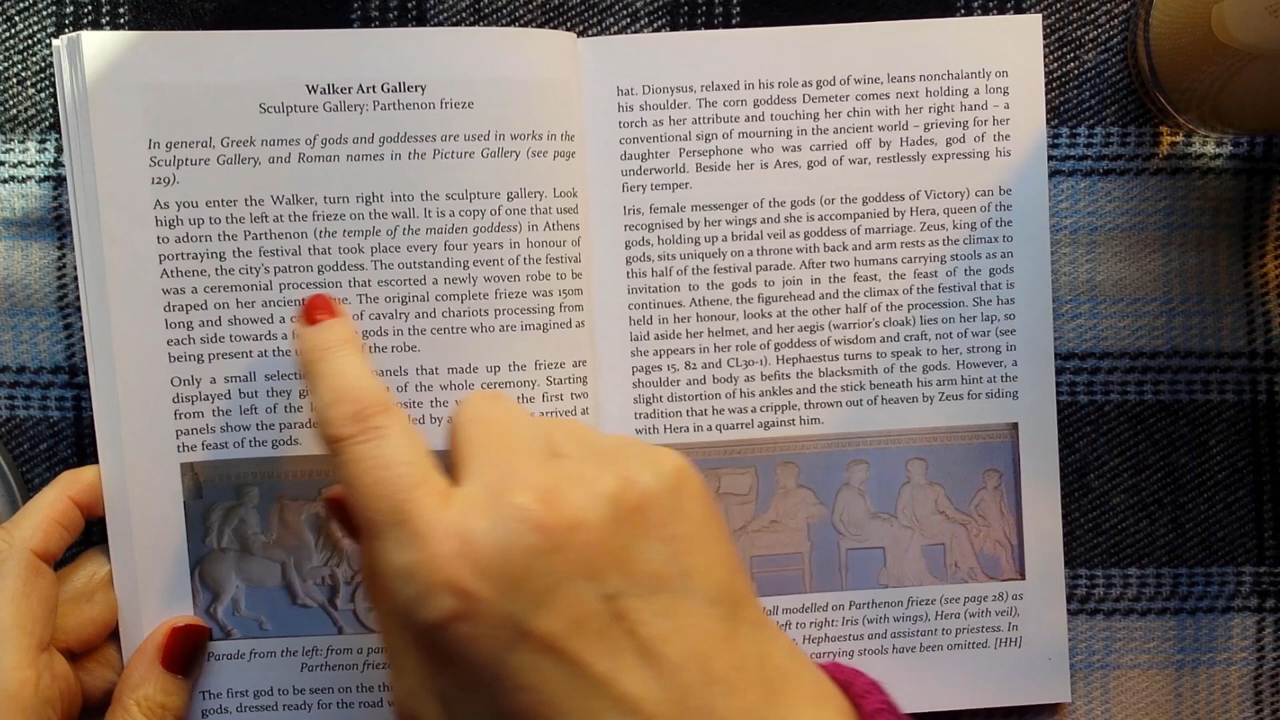 Walker Art Gallery
Sculpture Gallery: Parthenon frieze
In general, Greek names of gods and goddesses are used in works in the
Sculpture Gallery, and Roman names in the Picture Gallery (see page
129).
As you enter the Walker, turn right into the sculpture gallery. Look
high up to the left at the frieze on the wall. It is a copy of one that used
to adorn the Parthenon (the temple of the maiden goddess) in Athens
portraying the festival that took place every four years in honour of
Athene, the city's patron goddess. The outstanding event of the festival
was a ceremonial procession that escorted a newly woven robe to be
draped on her ancient The original complete frieze was 150m
long and showed a of cavalry and chariots processing from
each side towards a gods in the centre who are imagined as
being present at the the robe.
Only a small panels that made up the frieze are
displayed but they of the whole ceremony. Starting
from the left of the the first two
panels show the parade by arrived at
the feast of the gods.
Parade from the left: from a
Parthenon
The first god to be seen on the
gods, dressed ready for the road
hat. Dionysus, relaxed in his role as god of wine, leans nonchalantly on
his shoulder. The corn goddess Demeter comes next holding a long
torch as her attribute and touching her chin with her right hand – a
conventional sign of mourning in the ancient world – grieving for her
daughter Persephone who was carried off by Hades, god of the
underworld. Beside her is Ares, god of war, restlessly expressing his
fiery temper.
Iris, female messenger of the gods (or the goddess of Victory) can be
recognised by her wings and she is accompanied by Hera, queen of the
gods, holding up a bridal veil as goddess of marriage. Zeus, king of the
gods, sits uniquely on a throne with back and arm rests as the climax to
this half of the festival parade. After two humans carrying stools as an
invitation to the gods to join in the feast, the feast of the gods
continues. Athene, the figurehead and the climax of the festival that is
held in her honour, looks at the other half of the procession. She has
laid aside her helmet, and her aegis (warrior's cloak) lies on her lap, so
she appears in her role of goddess of wisdom and craft, not of war (see
pages 15, 82 and CL30-1). Hephaestus turns to speak to her, strong in
shoulder and body as befits the blacksmith of the gods. However, a
slight distortion of his ankles and the stick beneath his arm hint at the
tradition that he was a cripple, thrown out of heaven by Zeus for siding
with Hera in a quarrel against him.
modelled on Parthenon frieze (see page 28) as
left to right: Iris (with wings), Hera (with veil),
Hephaestus and assistant to priestess. In
carrying stools have been omitted. [HH]